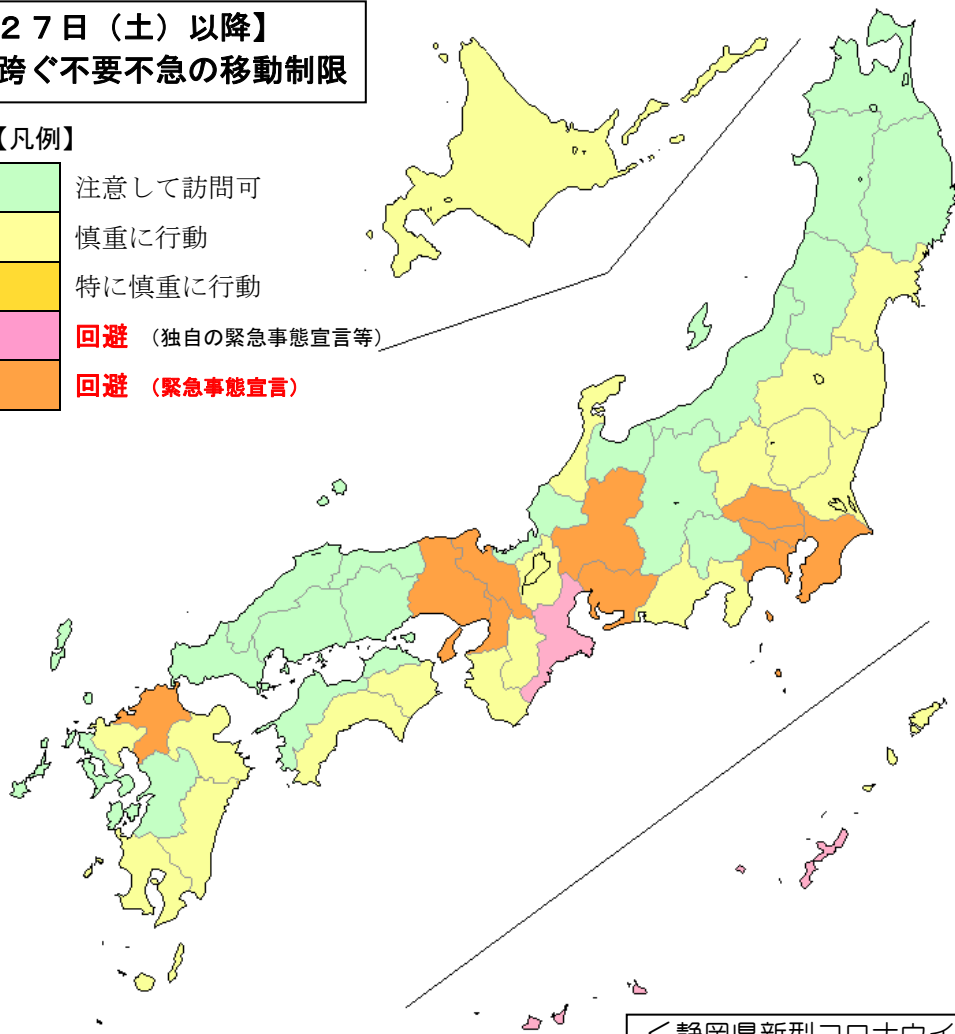 ２７日（土）以降】
跨ぐ不要不急の移動制限
【凡例】
注意して訪問可
慎重に行動
特に慎重に行動
回避 （独自の緊急事態宣言等）
回避 （緊急事態宣言）
＜静岡県新型コロナウイ